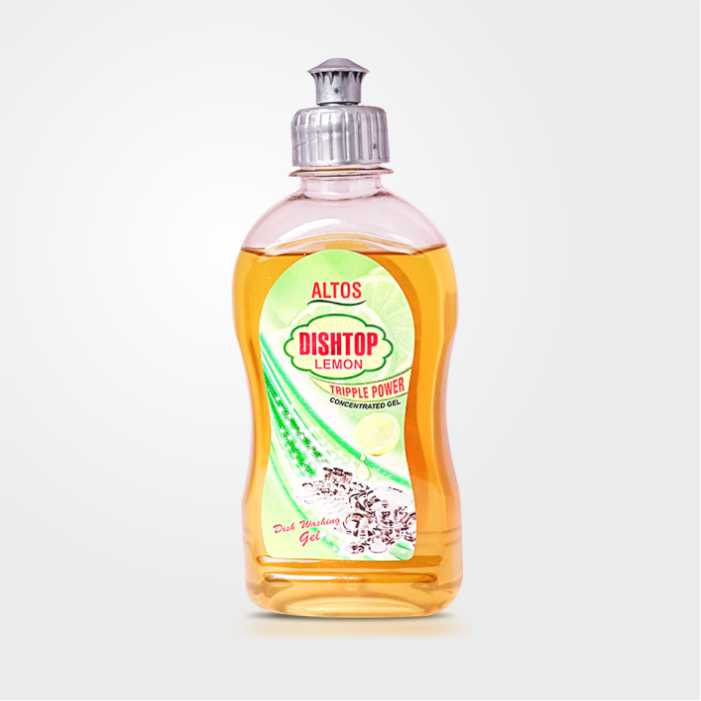 ALTOS
DISHTOP
LEMON
TRIPPLE POWER
CONCENTRATED GEL
Dish Washing
Gel